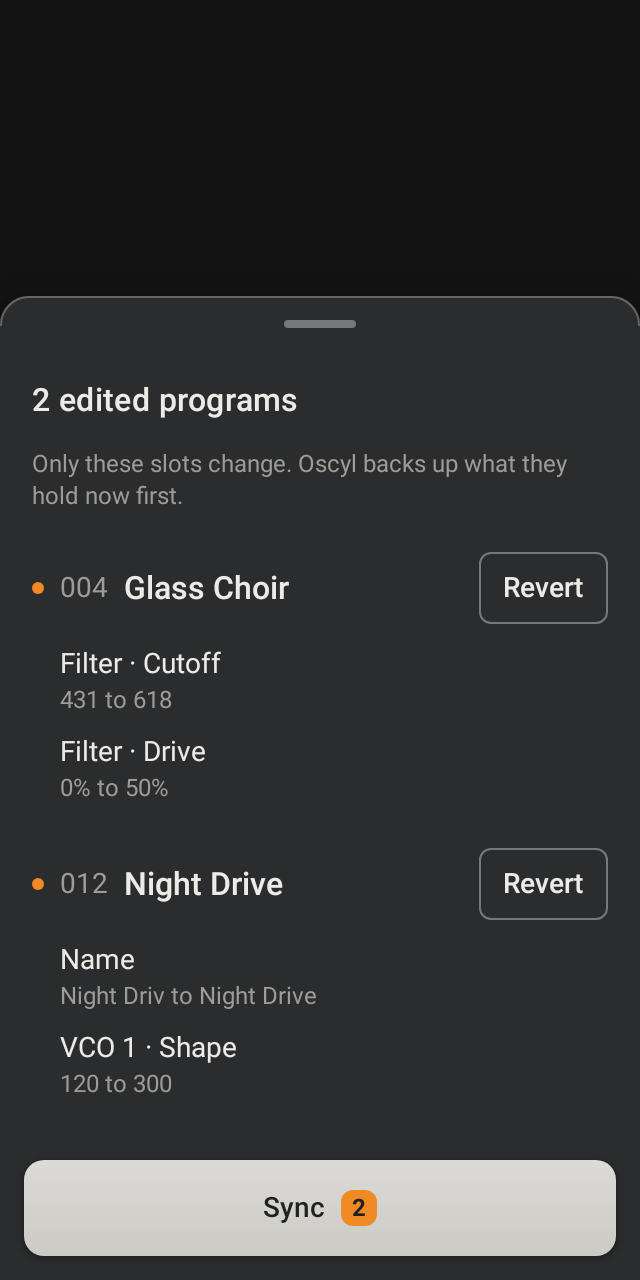 2 edited programs
Only these slots change. Oscyl backs up what they
hold now first.
004 Glass Choir Revert
Filter · Cutoff
431 to 618
Filter · Drive
0% to 50%
012 Night Drive Revert
Name
Night Driv to Night Drive
VCO 1 · Shape
120 to 300
Sync 2